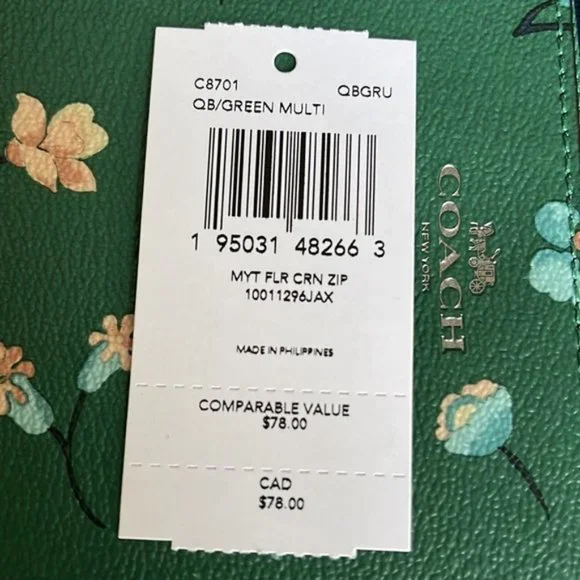 C8701 QBGRU
QB/GREEN MULTI
1 95031 48266 3
MYT FLR CRN ZIP
10011296JAX
MADE IN PHILIPPINES
COMPARABLE VALUE
$78.00
CAD
$78.00
COACH
NEW YORK